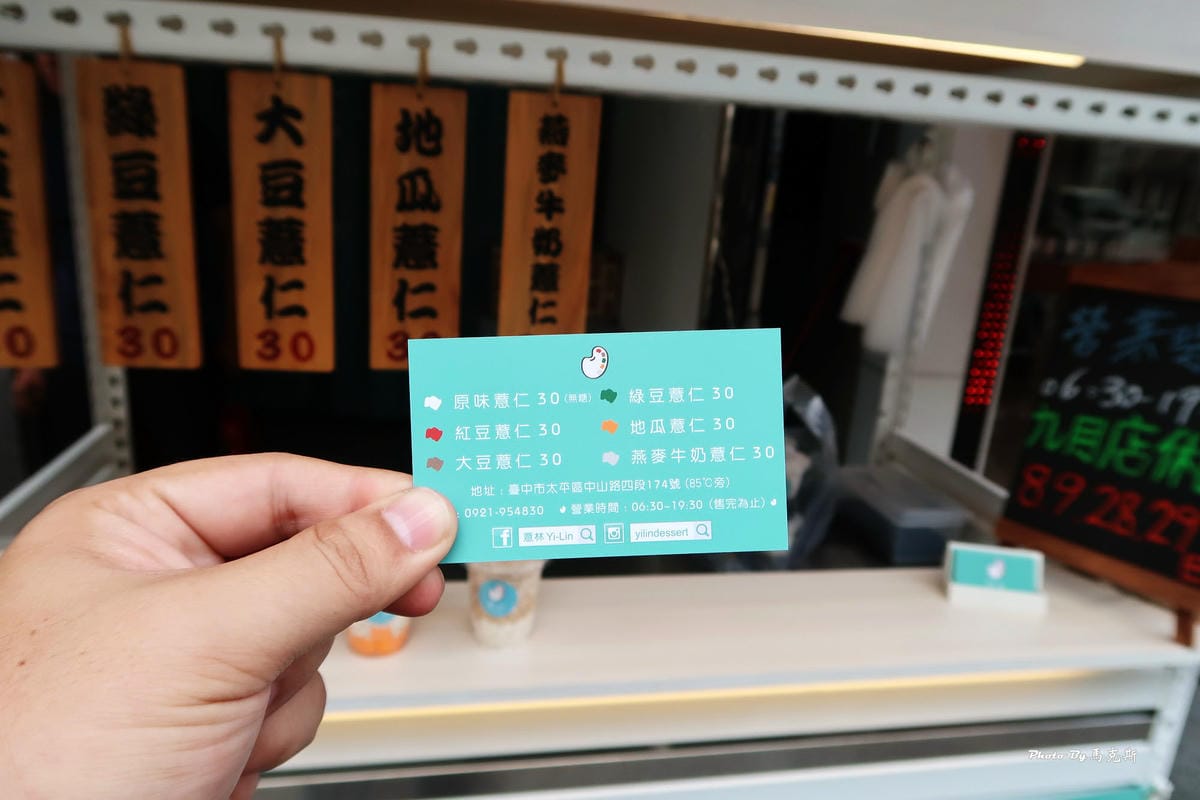 綠豆薏仁
30
大豆薏仁
30
地瓜薏仁
30
燕麥牛奶薏仁
原味薏仁 30 (無糖)
綠豆薏仁 30
紅豆薏仁 30
地瓜薏仁 30
大豆薏仁 30
燕麥牛奶薏仁 30
地址：臺中市太平區中山路四段174號 (85℃旁)
: 0921-954830 營業時間：06:30-19:30 (售完為止)
薏林 Yi-Lin
yilindessert
營業
06:30-19
九月店休
8 9 28 29
Photo By 馬克斯